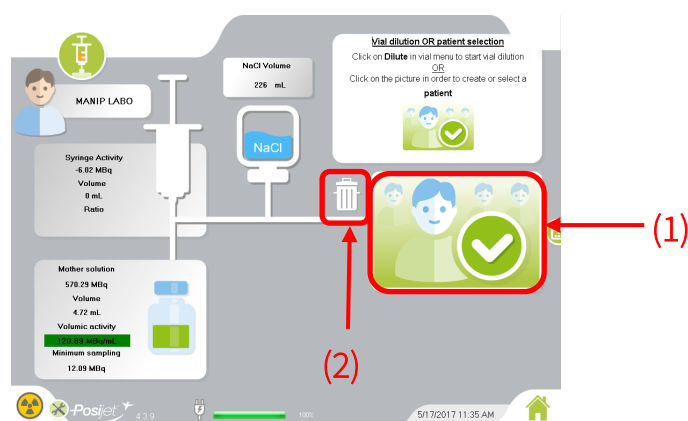 Vial dilution OR patient selection
Click on Dilute in vial menu to start vial dilution
OR
Click on the picture in order to create or select a
patient
NaCl Volume
226 mL
E
MANIP LABO
NaCl
Syringe Activity
-6.02 MBq
Volume
0 mL
Ratio
(1)
Mother solution
570.29 MBq
Volume
4.72 mL
Volumic activity
120.89 MBq/mL
Minimum sampling
12.09 MBq
(2)
Posijet 4.3.9
100%
5/17/2017 11:35 AM